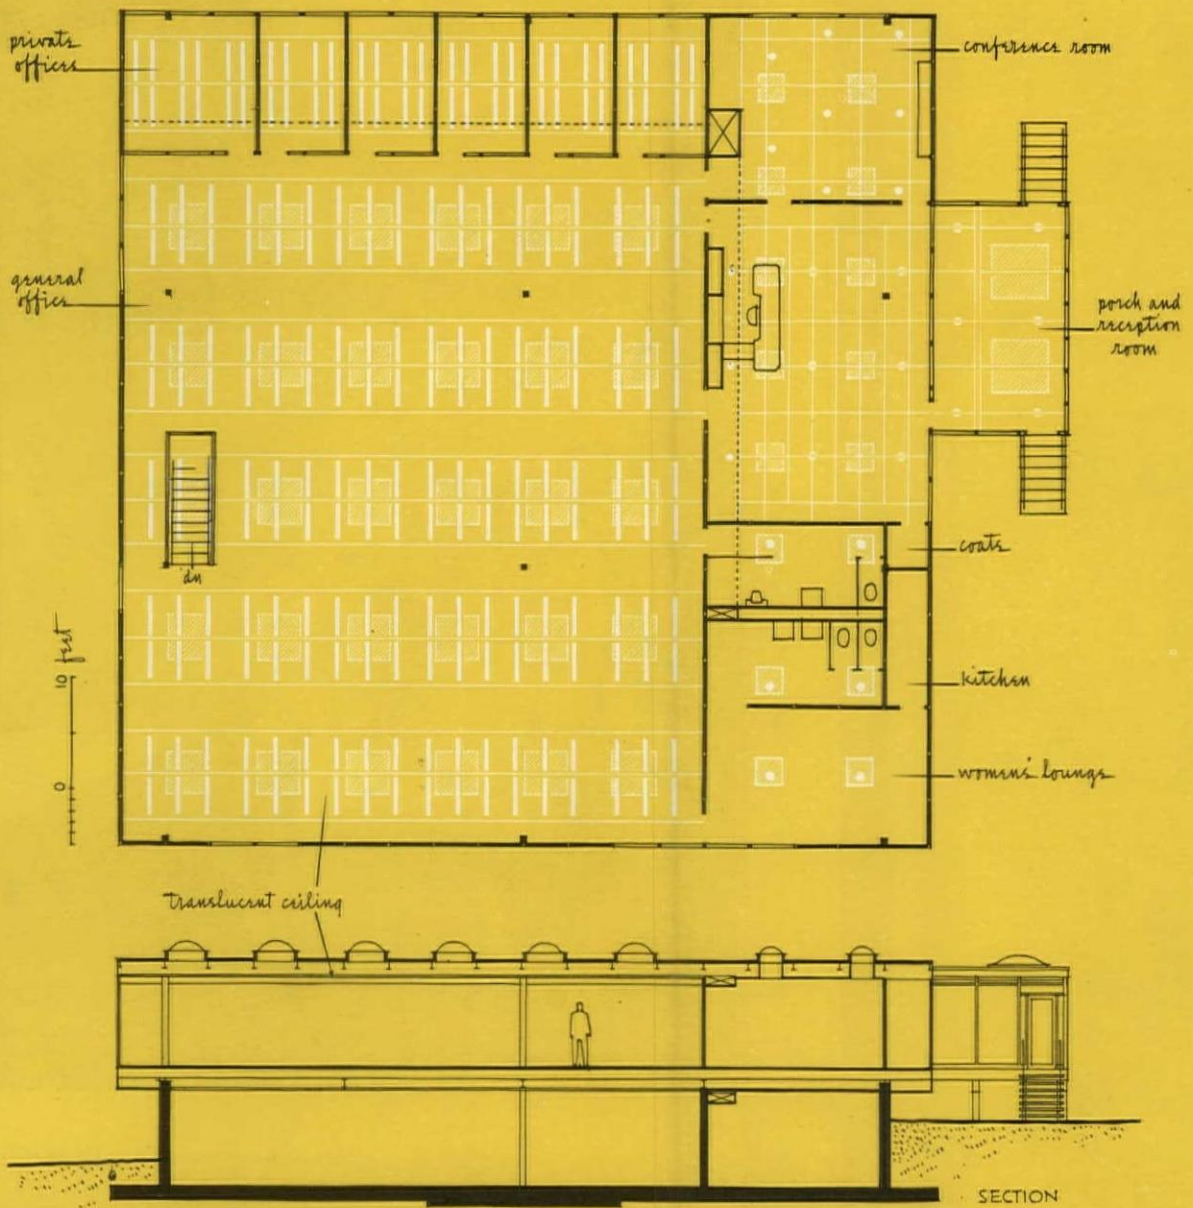 private
offices
conference room
general
office
porch and
reception
room
dn
coats
10 feet
0
kitchen
women's lounge
translucent ceiling
SECTION